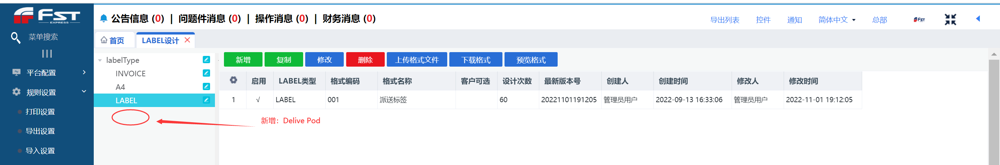 FST
EXPRESS
公告信息 (0) | 问题件消息 (0) | 操作消息 (0) | 财务消息 (0)
导出列表 控件 通知 简体中文 总部 FST
菜单搜索
首页 LABEL设计
平台配置
规则设置
打印设置
导出设置
导入设置
labelType
INVOICE
A4
LABEL
新增 复制 修改 删除 上传格式文件 下载格式 预览格式
启用 LABEL类型 格式编码 格式名称 客户可选 设计次数 最新版本号 创建人 创建时间 修改人 修改时间
1 √ LABEL 001 派送标签 60 20221101191205 管理员用户 2022-09-13 16:33:06 管理员用户 2022-11-01 19:12:05
新增：Delive Pod